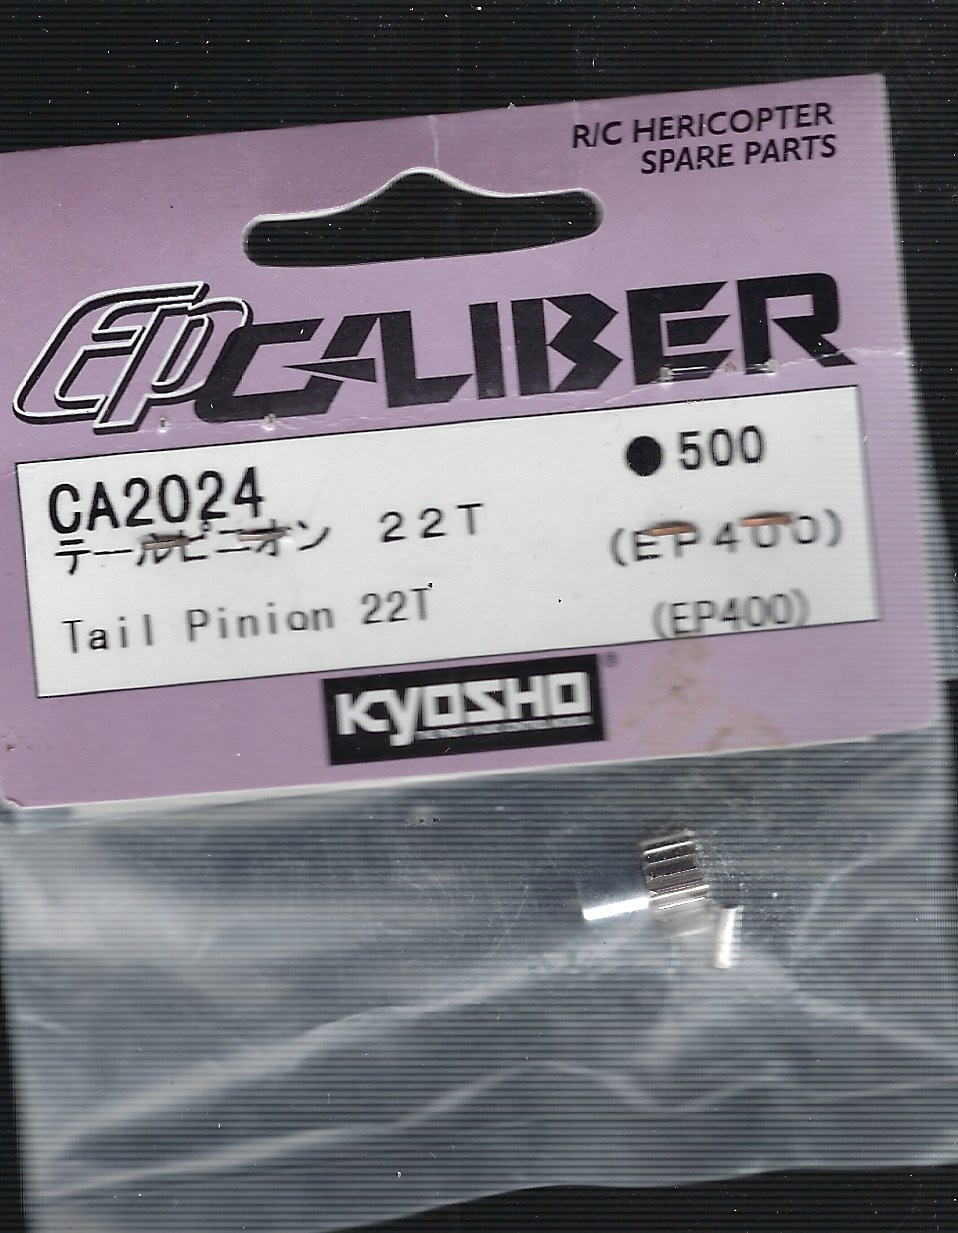 R/C HERICOPTER
SPARE PARTS
EP CALIBER
CA2024 ●500
テールピニオン 22T (EP400)
Tail Pinion 22T (EP400)
KYOSHO®